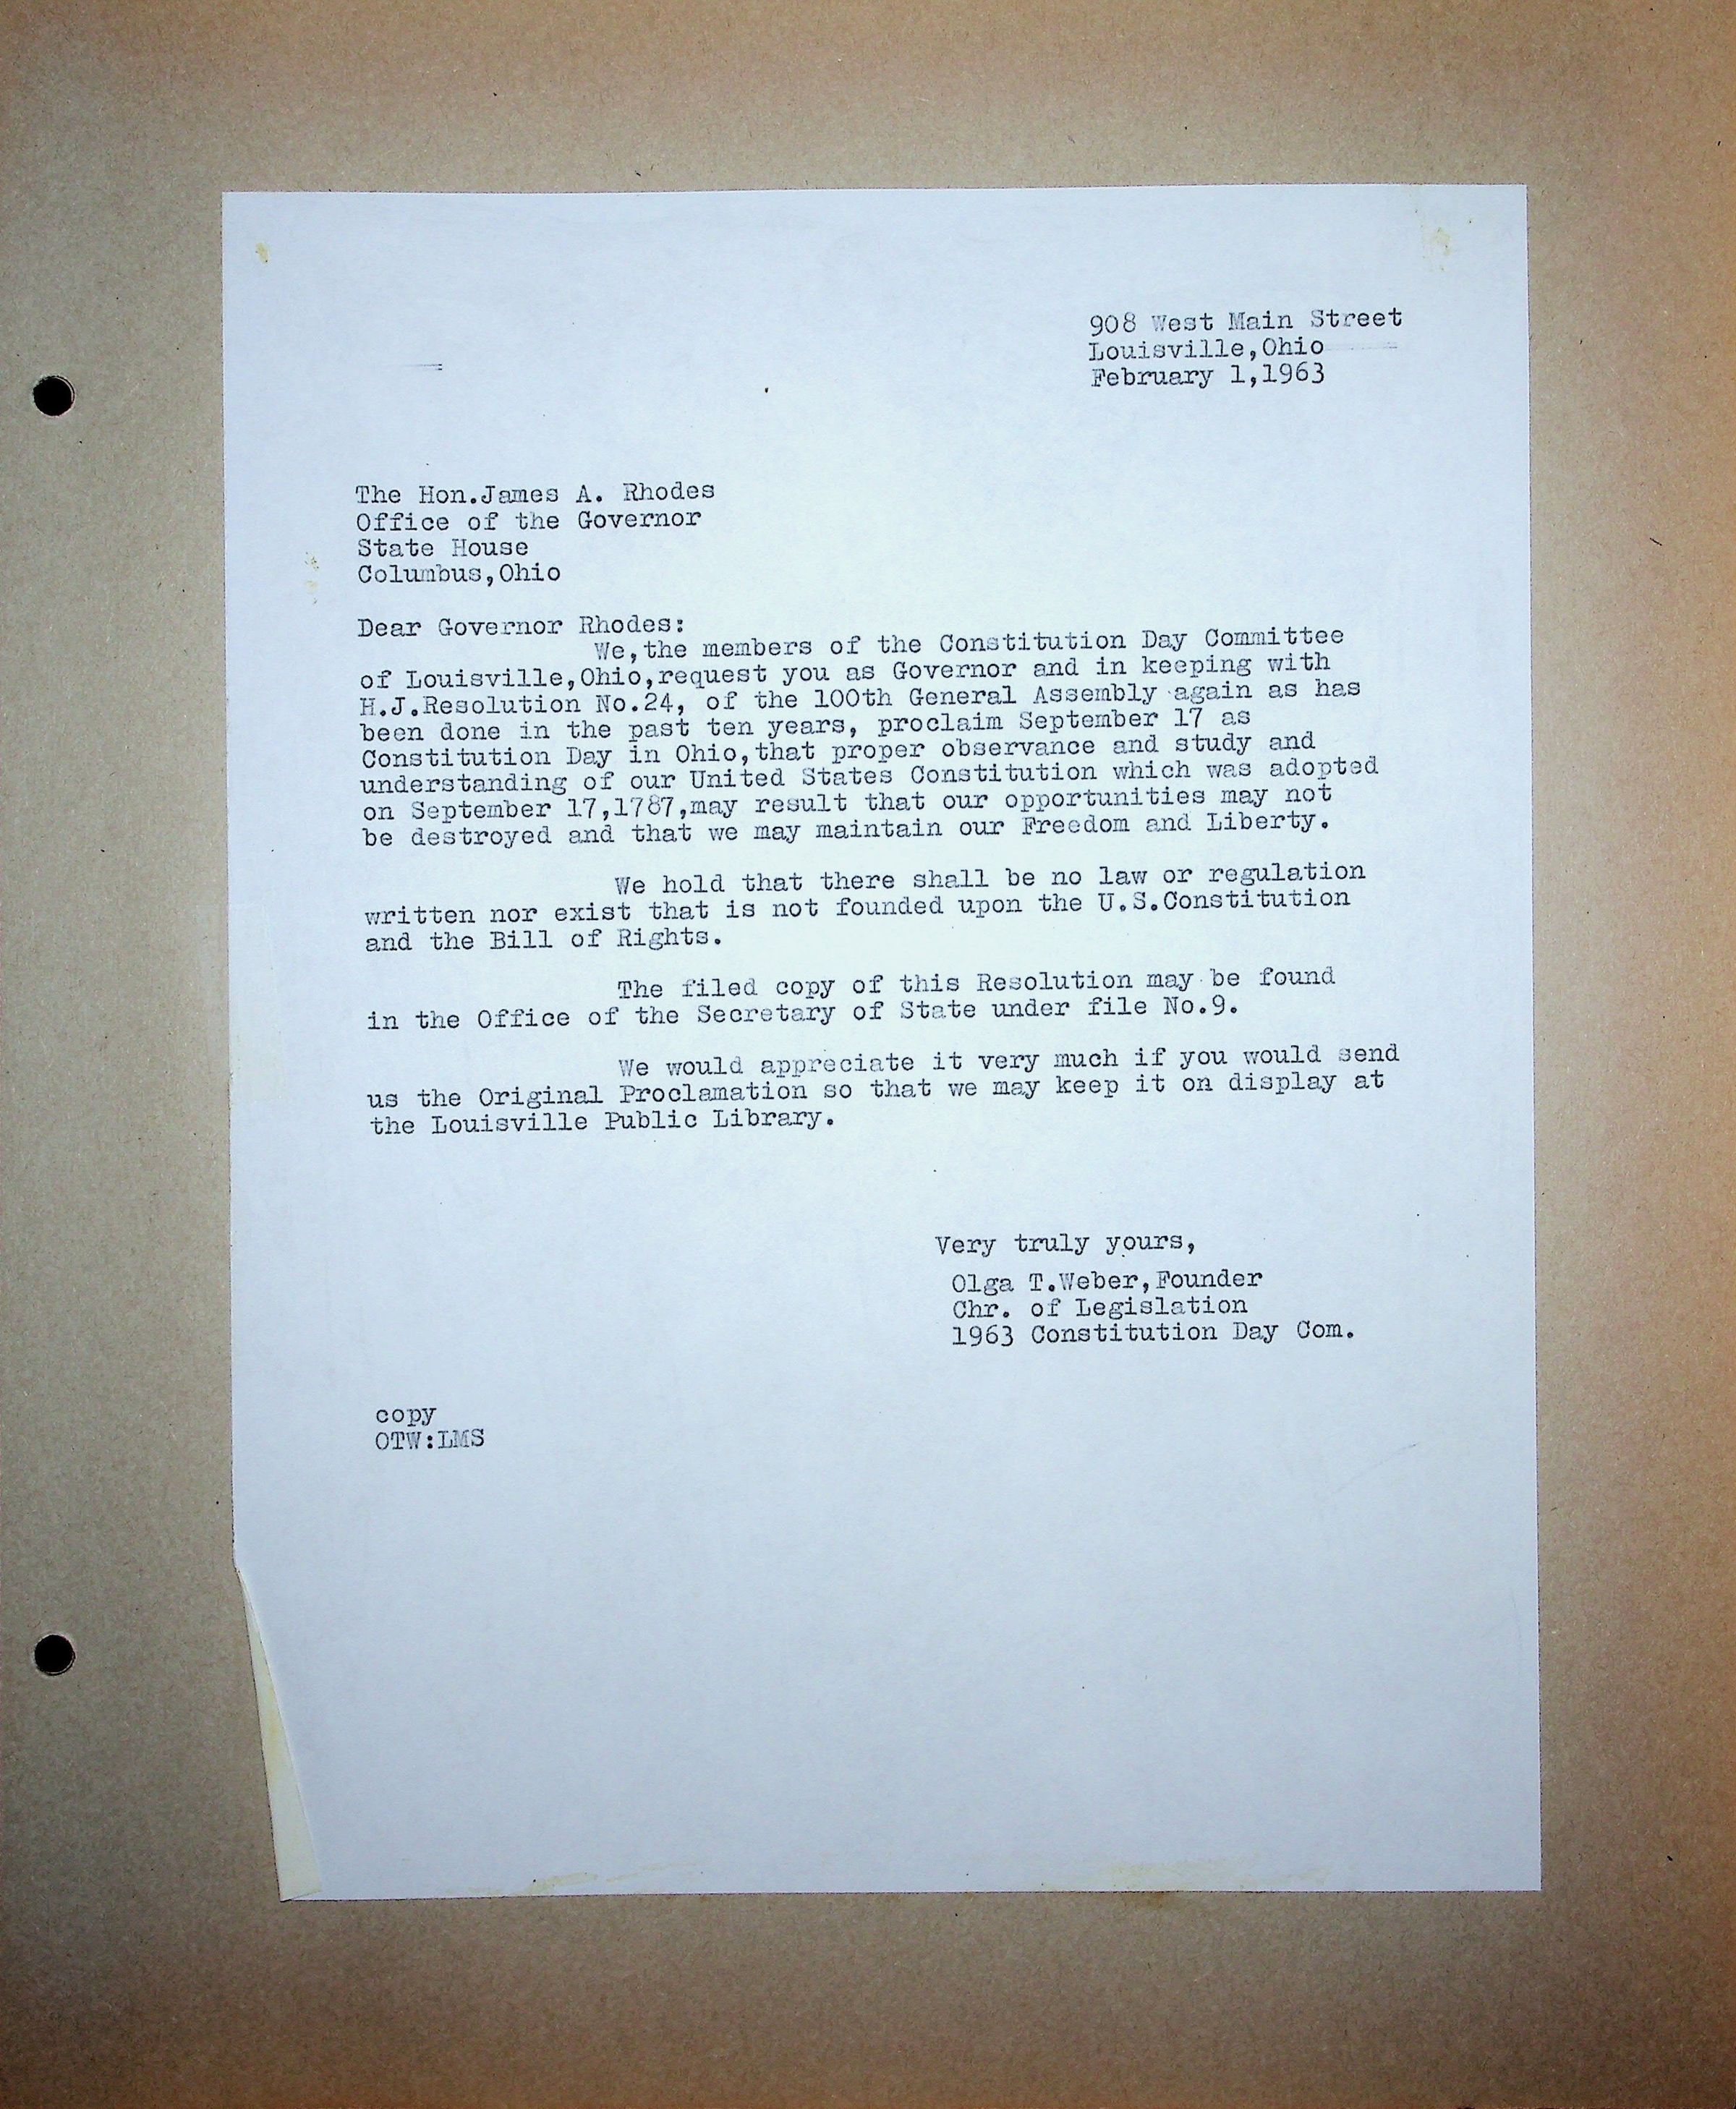 908 West Main Street
Louisville,Ohio
February 1,1963
The Hon.James A. Rhodes
Office of the Governor
State House
Columbus,Ohio
Dear Governor Rhodes:
We,the members of the Constitution Day Committee
of Louisville,Ohio,request you as Governor and in keeping with
H.J.Resolution No.24, of the 100th General Assembly again as has
been done in the past ten years, proclaim September 17 as
Constitution Day in Ohio,that proper observance and study and
understanding of our United States Constitution which was adopted
on September 17,1787,may result that our opportunities may not
be destroyed and that we may maintain our Freedom and Liberty.
We hold that there shall be no law or regulation
written nor exist that is not founded upon the U.S.Constitution
and the Bill of Rights.
The filed copy of this Resolution may be found
in the Office of the Secretary of State under file No.9.
We would appreciate it very much if you would send
us the Original Proclamation so that we may keep it on display at
the Louisville Public Library.
Very truly yours,
Olga T.Weber,Founder
Chr. of Legislation
1963 Constitution Day Com.
copy
OTW:LMS